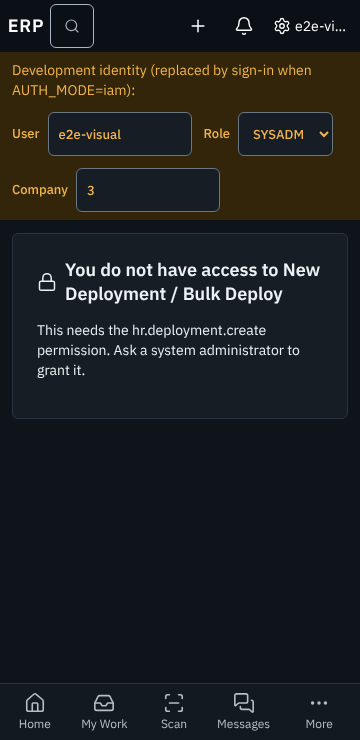 ERP
e2e-vi...
Development identity (replaced by sign-in when
AUTH_MODE=iam):
User
e2e-visual
Role
SYSADM
Company
3
You do not have access to New
Deployment / Bulk Deploy
This needs the hr.deployment.create
permission. Ask a system administrator to
grant it.
Home
My Work
Scan
Messages
More